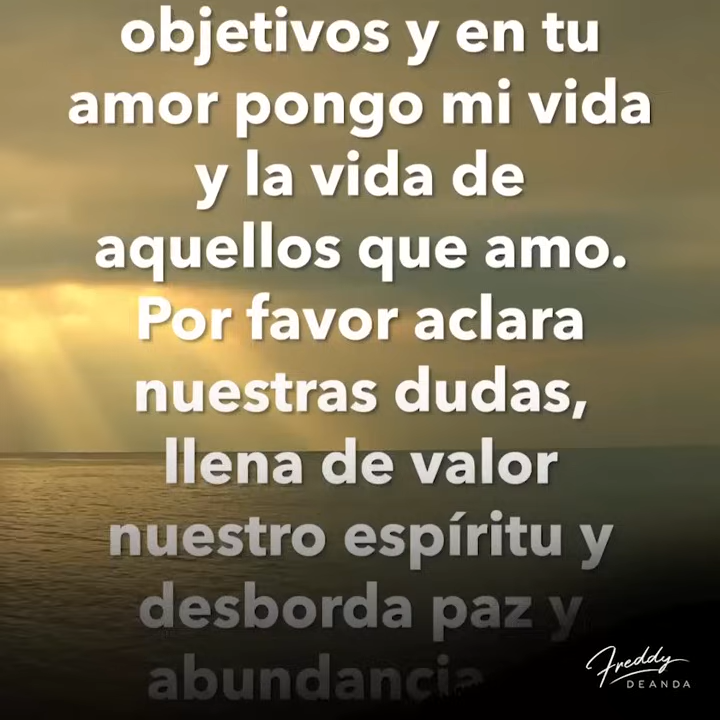 objetivos y en tu
amor pongo mi vida
y la vida de
aquellos que amo.
Por favor aclara
nuestras dudas,
llena de valor
nuestro espíritu y
desborda paz y
abundancia
Freddy
DEANDA